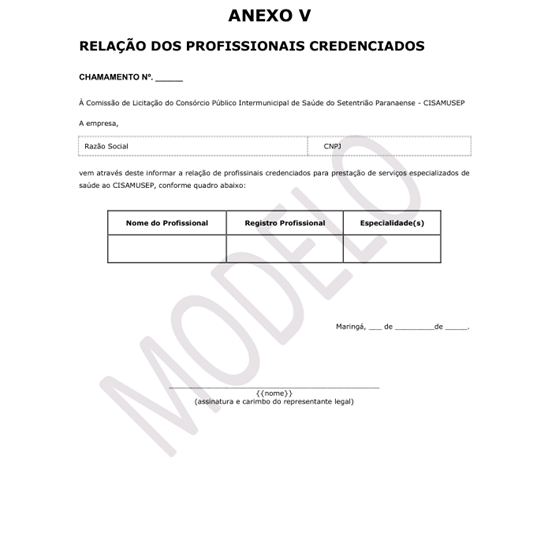 ANEXO V
RELAÇÃO DOS PROFISSIONAIS CREDENCIADOS
CHAMAMENTO Nº. ______
À Comissão de Licitação do Consórcio Público Intermunicipal de Saúde do Setentrião Paranaense - CISAMUSEP
A empresa,
Razão Social CNPJ
vem através deste informar a relação de profissinais credenciados para prestação de serviços especializados de
saúde ao CISAMUSEP, conforme quadro abaixo:
Nome do Profissional Registro Profissional Especialidade(s)
MODELO
Maringá, ___ de _________de _____.
{{nome}}
(assinatura e carimbo do representante legal)